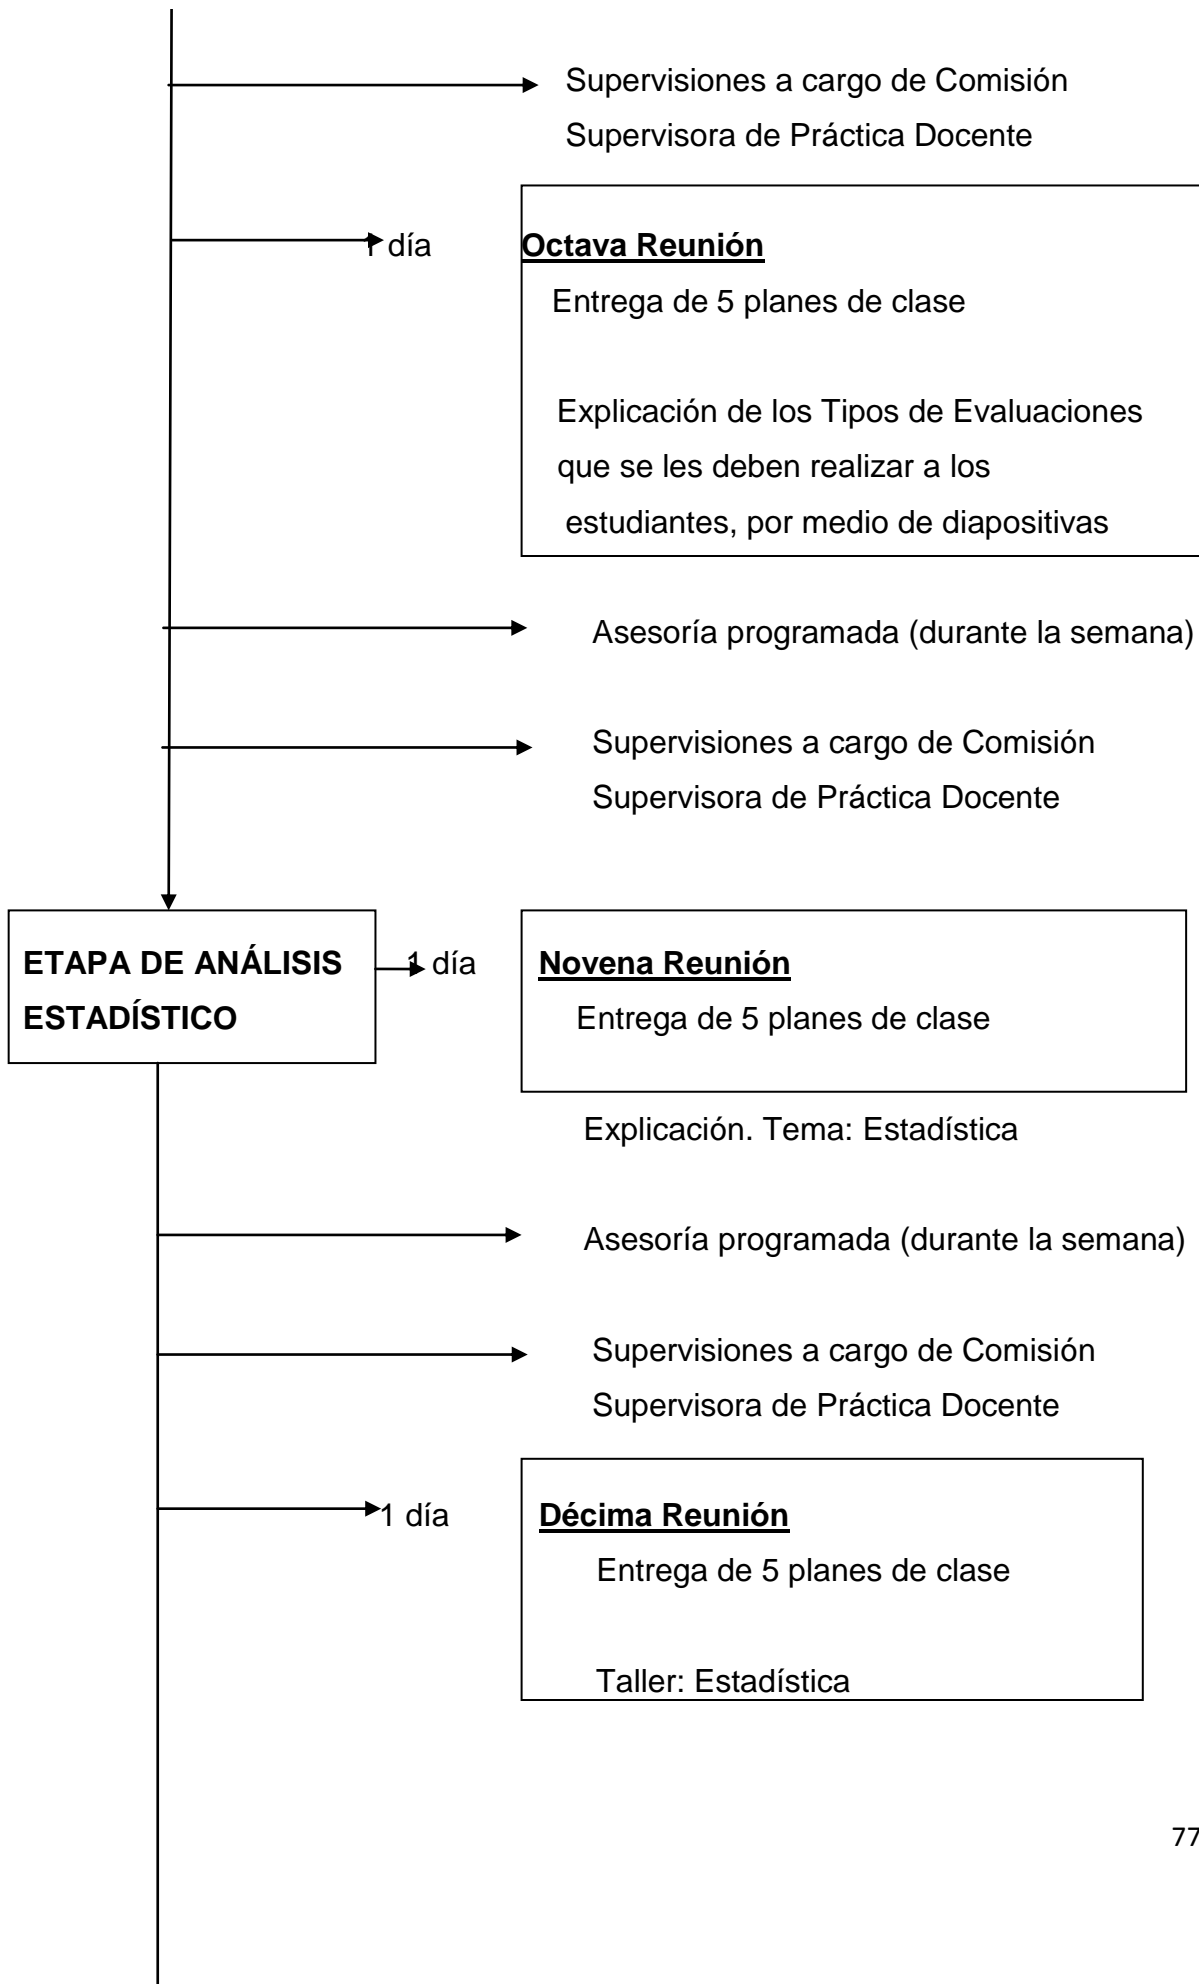 Supervisiones a cargo de Comisión
Supervisora de Práctica Docente
1 día
Octava Reunión
Entrega de 5 planes de clase
Explicación de los Tipos de Evaluaciones
que se les deben realizar a los
estudiantes, por medio de diapositivas
Asesoría programada (durante la semana)
Supervisiones a cargo de Comisión
Supervisora de Práctica Docente
ETAPA DE ANÁLISIS
ESTADÍSTICO
1 día
Novena Reunión
Entrega de 5 planes de clase
Explicación. Tema: Estadística
Asesoría programada (durante la semana)
Supervisiones a cargo de Comisión
Supervisora de Práctica Docente
1 día
Décima Reunión
Entrega de 5 planes de clase
Taller: Estadística
77